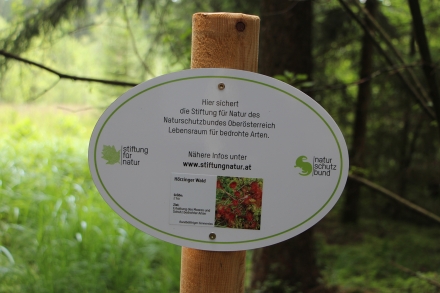 Hier sichert
die Stiftung für Natur des
Naturschutzbundes Oberösterreich
Lebensraum für bedrohte Arten.
Nähere Infos unter
www.stiftungnatur.at
stiftung
für
natur
natur
schutz
bund
Wald